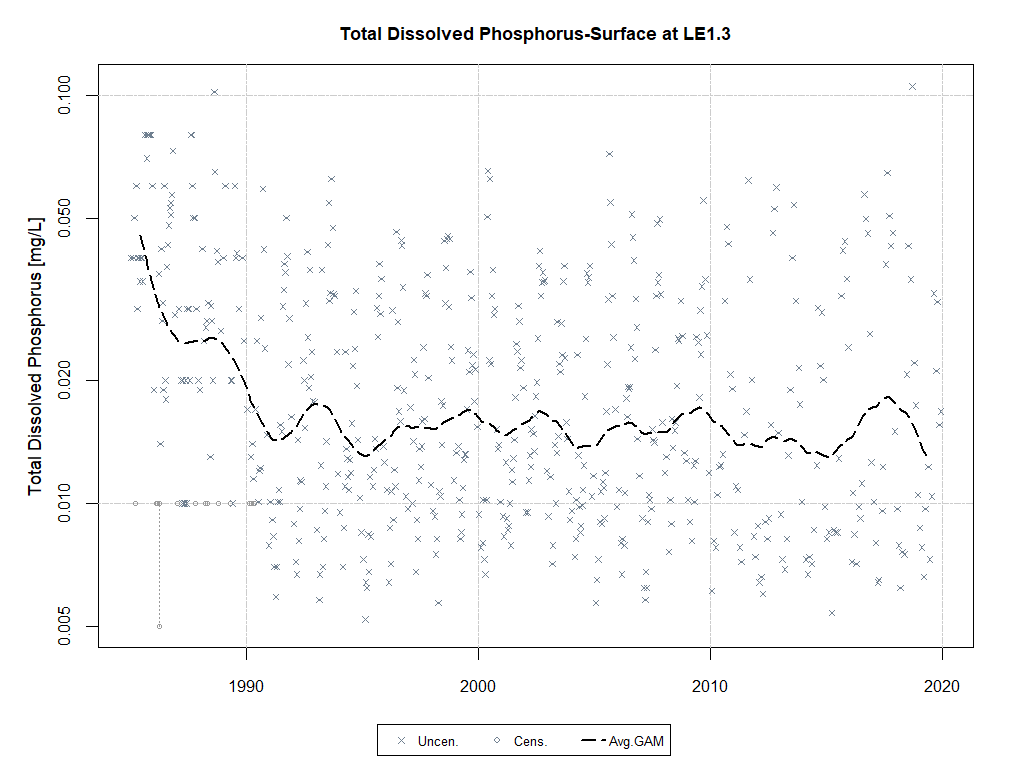 Total Dissolved Phosphorus-Surface at LE1.3
Total Dissolved Phosphorus [mg/L]
0.100
0.050
0.020
0.010
0.005
1990 2000 2010 2020
Uncen. Cens. Avg.GAM